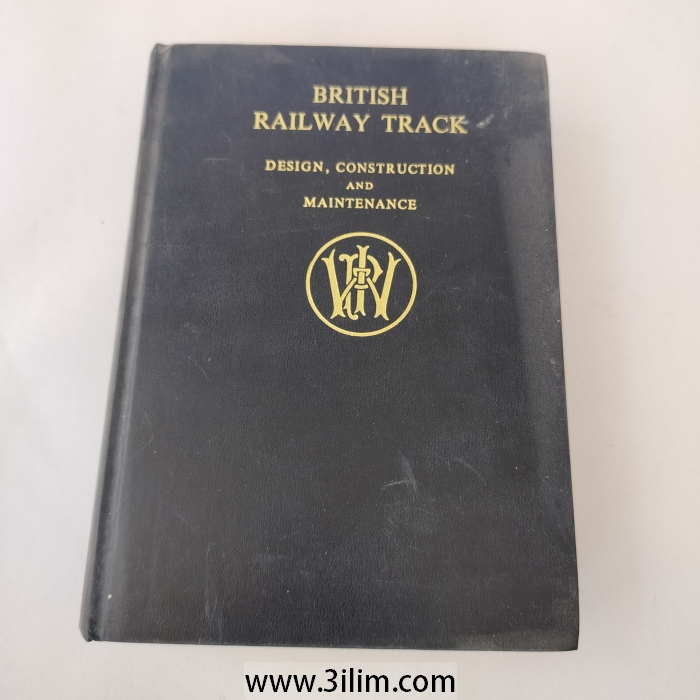 BRITISH
RAILWAY TRACK
DESIGN, CONSTRUCTION
AND
MAINTENANCE
www.3ilim.com